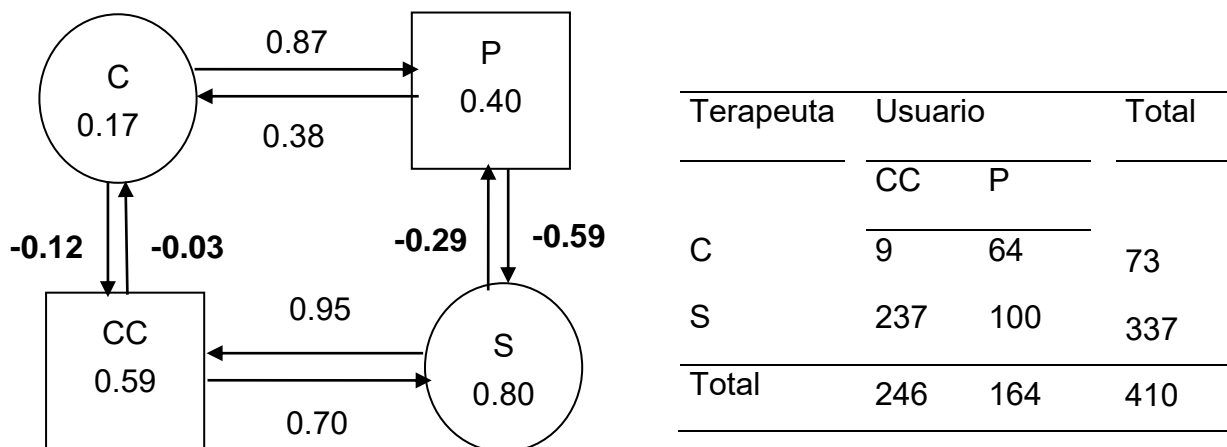 0.87
C
0.17
P
0.40
0.38
-0.12
-0.03
-0.29
-0.59
0.95
CC
0.59
S
0.80
0.70
Terapeuta Usuario Total
CC P
C 9 64 73
S 237 100 337
Total 246 164 410